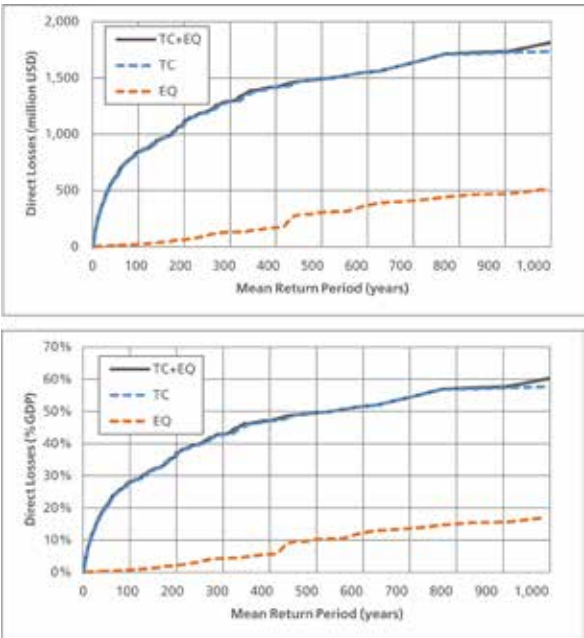 2,000
TC+EQ
TC
EQ
1,500
1,000
500
0
Direct Losses (million USD)
0 100 200 300 400 500 600 700 800 900 1,000
Mean Return Period (years)
70%
TC+EQ
TC
EQ
60%
50%
40%
30%
20%
10%
0%
Direct Losses (%GDP)
0 100 200 300 400 500 600 700 800 900 1,000
Mean Return Period (years)